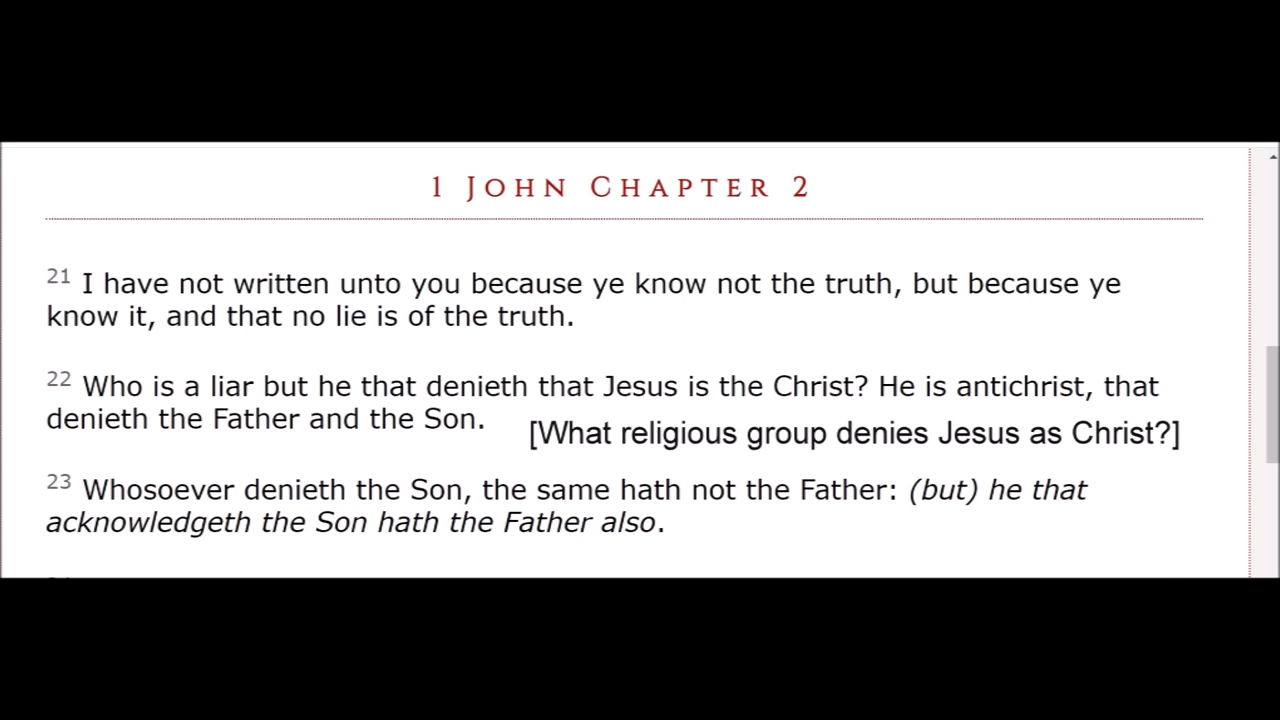 1 John Chapter 2
21 I have not written unto you because ye know not the truth, but because ye
know it, and that no lie is of the truth.
22 Who is a liar but he that denieth that Jesus is the Christ? He is antichrist, that
denieth the Father and the Son.
[What religious group denies Jesus as Christ?]
23 Whosoever denieth the Son, the same hath not the Father: (but) he that
acknowledgeth the Son hath the Father also.